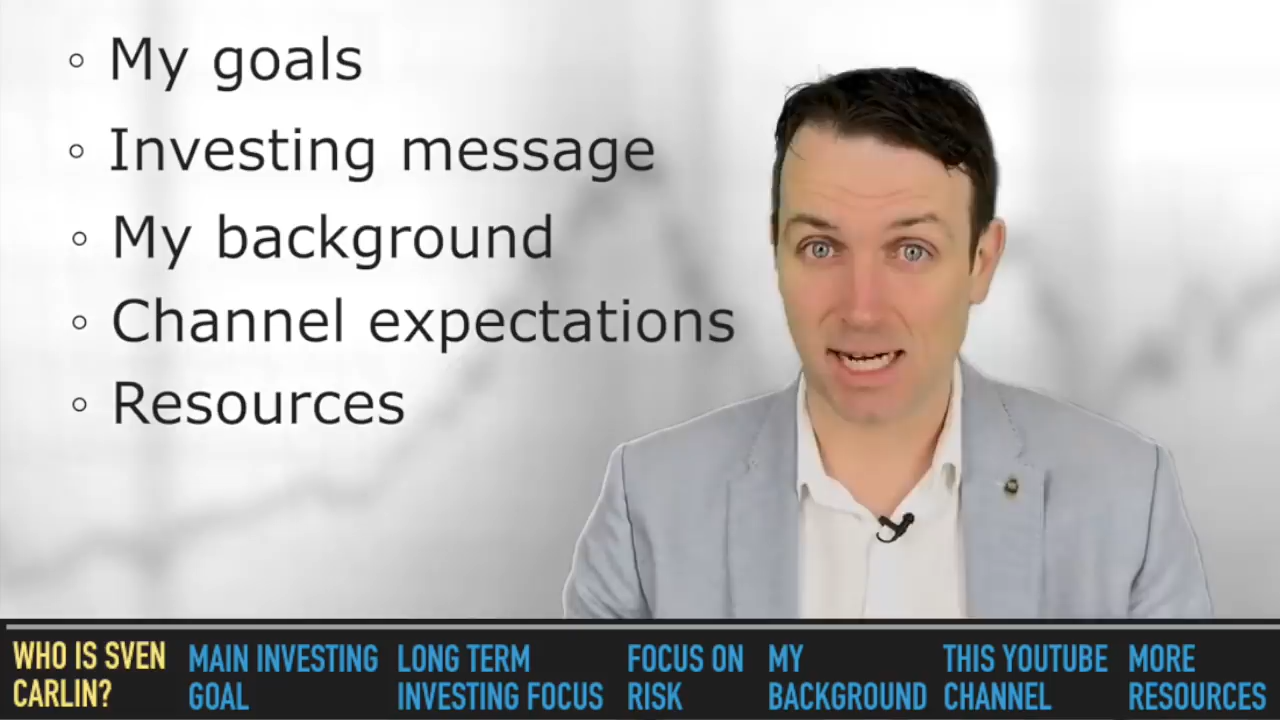 ◦ My goals
◦ Investing message
◦ My background
◦ Channel expectations
◦ Resources
WHO IS SVEN
CARLIN?
MAIN INVESTING
GOAL
LONG TERM
INVESTING FOCUS
FOCUS ON
RISK
MY
BACKGROUND
THIS YOUTUBE
CHANNEL
MORE
RESOURCES